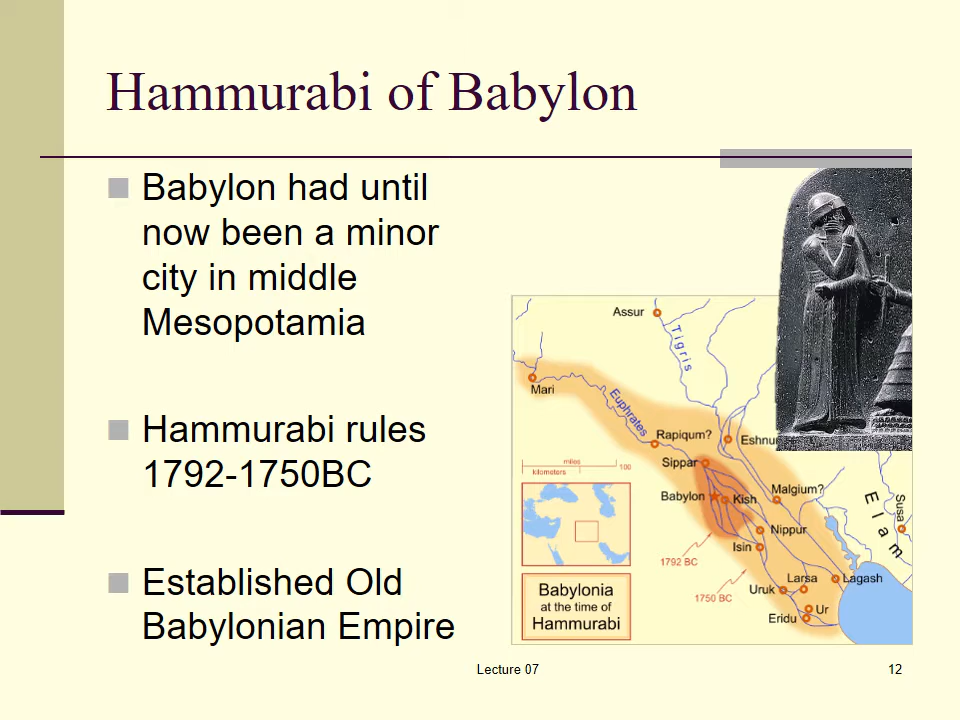 Hammurabi of Babylon
Babylon had until
now been a minor
city in middle
Mesopotamia
Hammurabi rules
1792-1750BC
Established Old
Babylonian Empire
Assur
Tigris
Mari
Euphrates
Rapiqum?
Eshnu
miles
100
kilometers
Sippar
Babylon
Kish
Malgium?
Elam
Susa
Nippur
Isin
1792 BC
Babylonia
at the time of
Hammurabi
1750 BC
Uruk
Larsa
Lagash
Ur
Eridu
Lecture 07
12